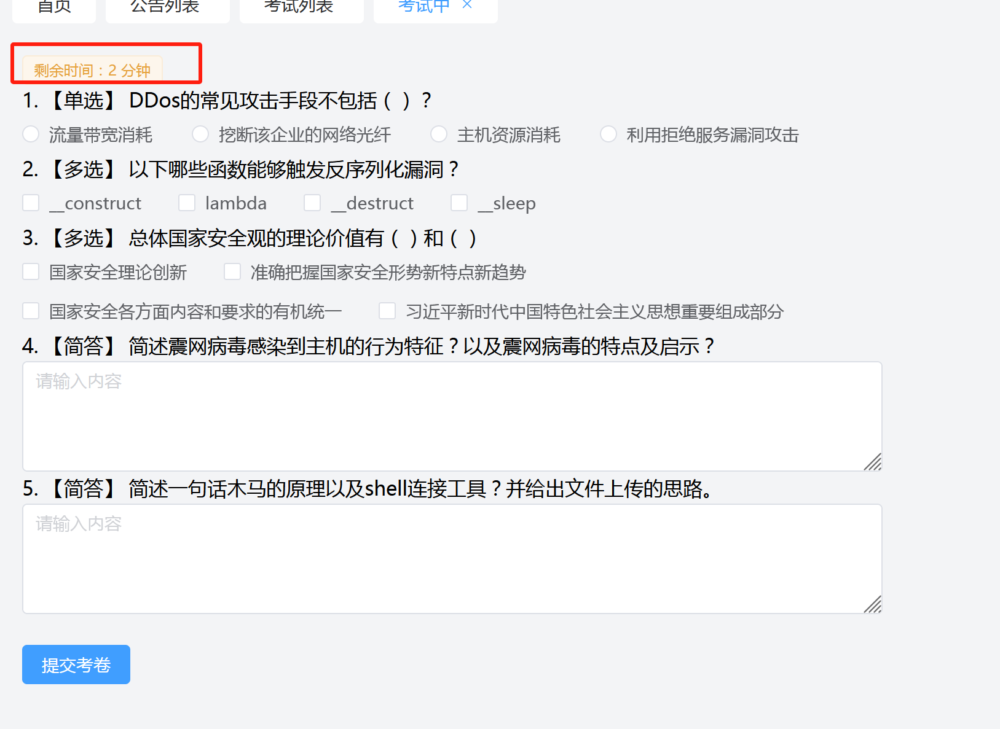 首页 公告列表 考试列表 考试中 ×
剩余时间：2 分钟
1. 【单选】 DDos的常见攻击手段不包括（ ）？
流量带宽消耗 挖断该企业的网络光纤 主机资源消耗 利用拒绝服务漏洞攻击
2. 【多选】 以下哪些函数能够触发反序列化漏洞？
__construct lambda __destruct __sleep
3. 【多选】 总体国家安全观的理论价值有（ ）和（ ）
国家安全理论创新 准确把握国家安全形势新特点新趋势
国家安全各方面内容和要求的有机统一 习近平新时代中国特色社会主义思想重要组成部分
4. 【简答】 简述震网病毒感染到主机的行为特征？以及震网病毒的特点及启示？
请输入内容
5. 【简答】 简述一句话木马的原理以及shell连接工具？并给出文件上传的思路。
请输入内容
提交考卷